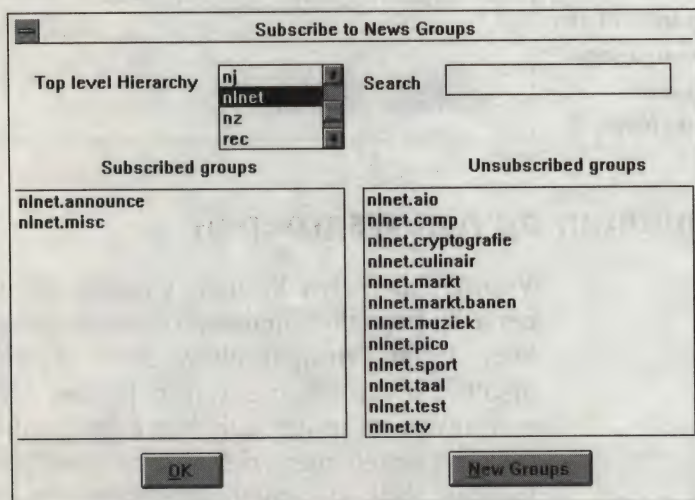 Subscribe to News Groups
Top level Hierarchy
nj
nlnet
nz
rec
Search
Subscribed groups
nlnet.announce
nlnet.misc
Unsubscribed groups
nlnet.aio
nlnet.comp
nlnet.cryptografie
nlnet.culinair
nlnet.markt
nlnet.markt.banen
nlnet.muziek
nlnet.pico
nlnet.sport
nlnet.taal
nlnet.test
nlnet.tv
OK
New Groups